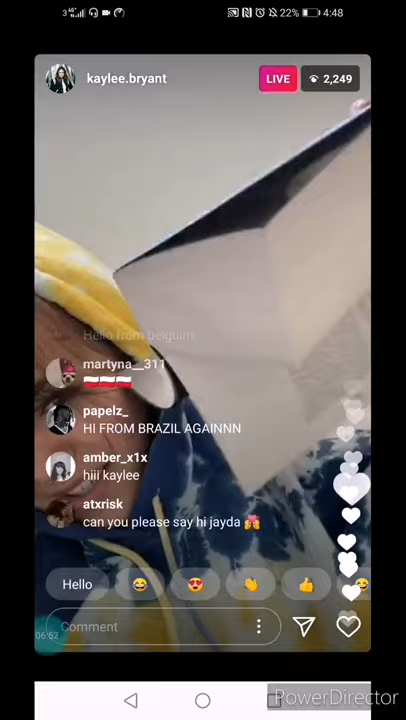 22% 4:48
kaylee.bryant LIVE 2,249
Hello from belguim
martyna__311
papelz_
HI FROM BRAZIL AGAINNN
amber_x1x
hiii kaylee
atxrisk
can you please say hi jayda
Hello
Comment
06:52
PowerDirector